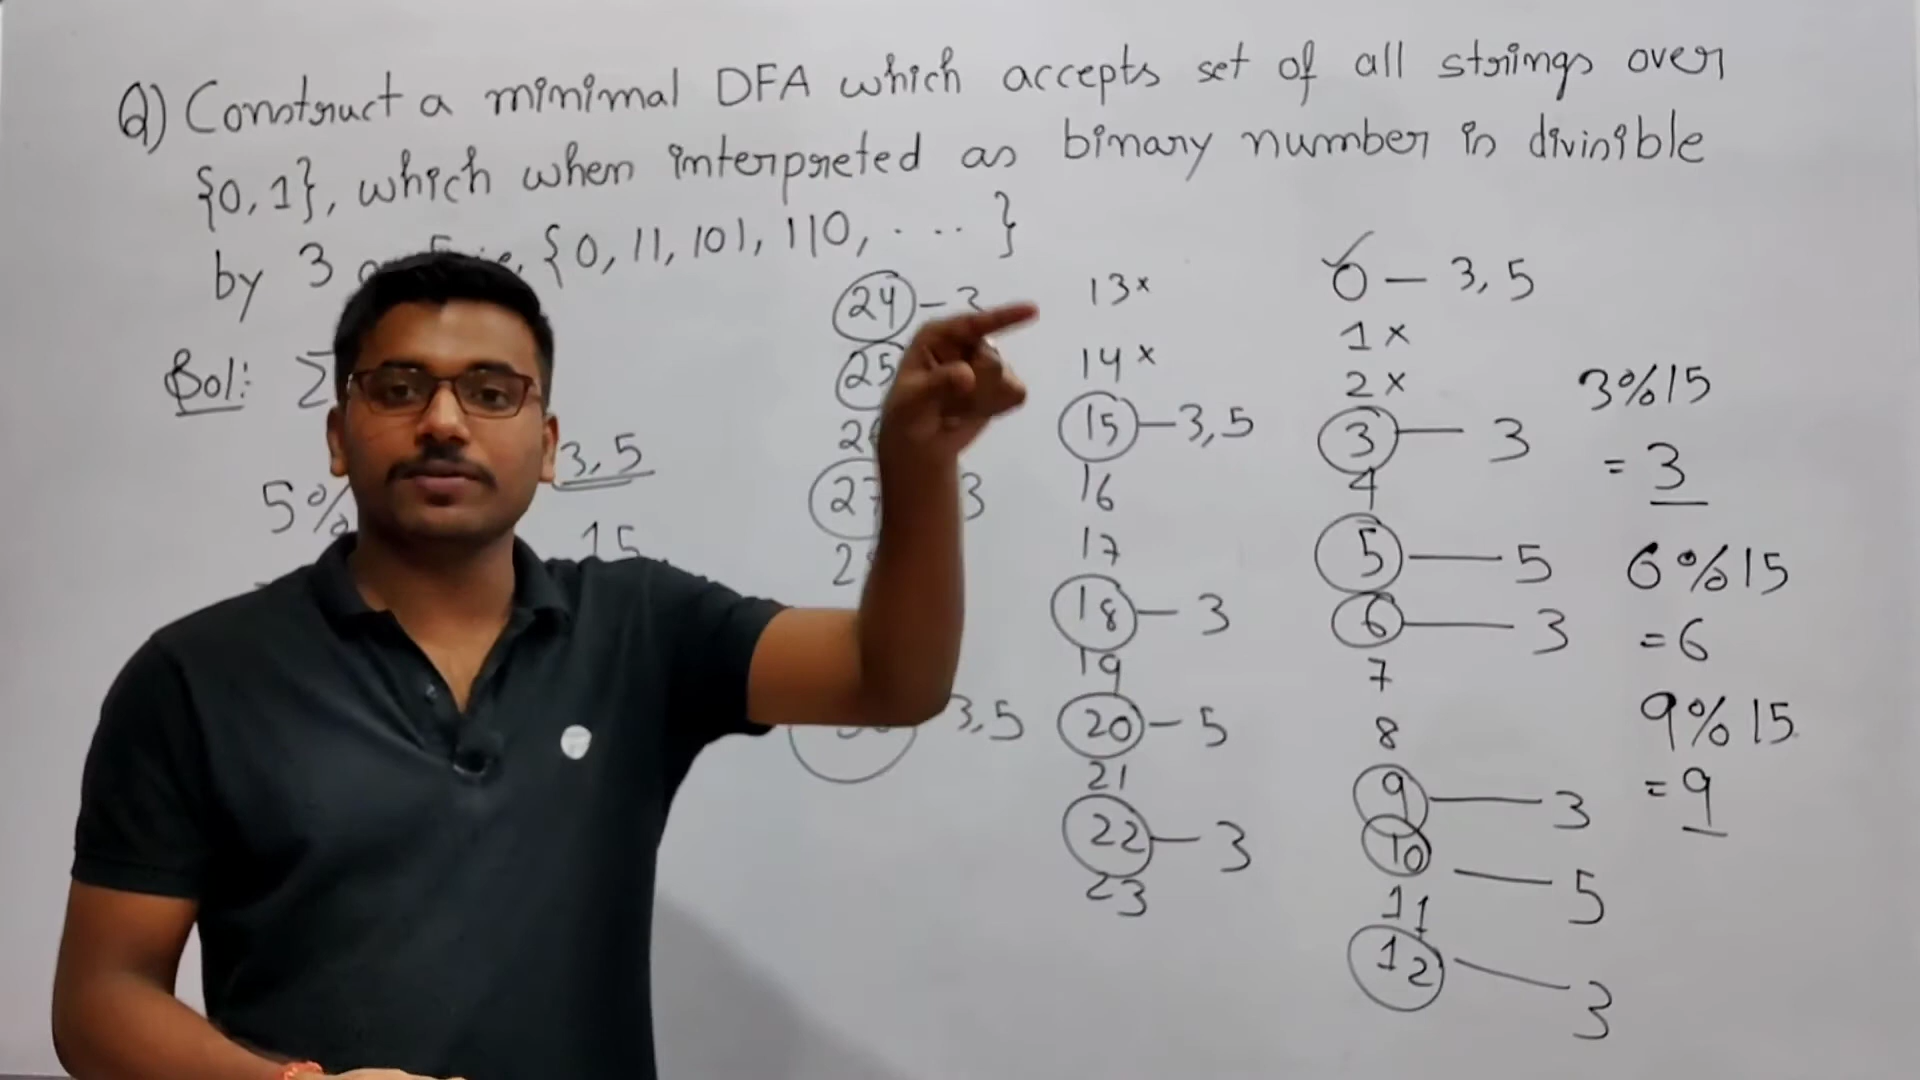 Q) Construct a minimal DFA which accepts set of all strings over
{0,1}, which when interpreted as binary number is divisible
by 3 {0, 11, 101, 110, ... }
Sol: Σ
5%
3,5
15
24 - 3
25
27 3
3,5
13 ×
14 ×
15 - 3,5
16
17
18 - 3
19
20 - 5
21
22 - 3
23
✓
0 - 3,5
1 ×
2 ×
3 - 3
4
5 - 5
6 - 3
7
8
9 - 3
10 - 5
11
12 - 3
3%15
= 3
6%15
= 6
9%15
= 9